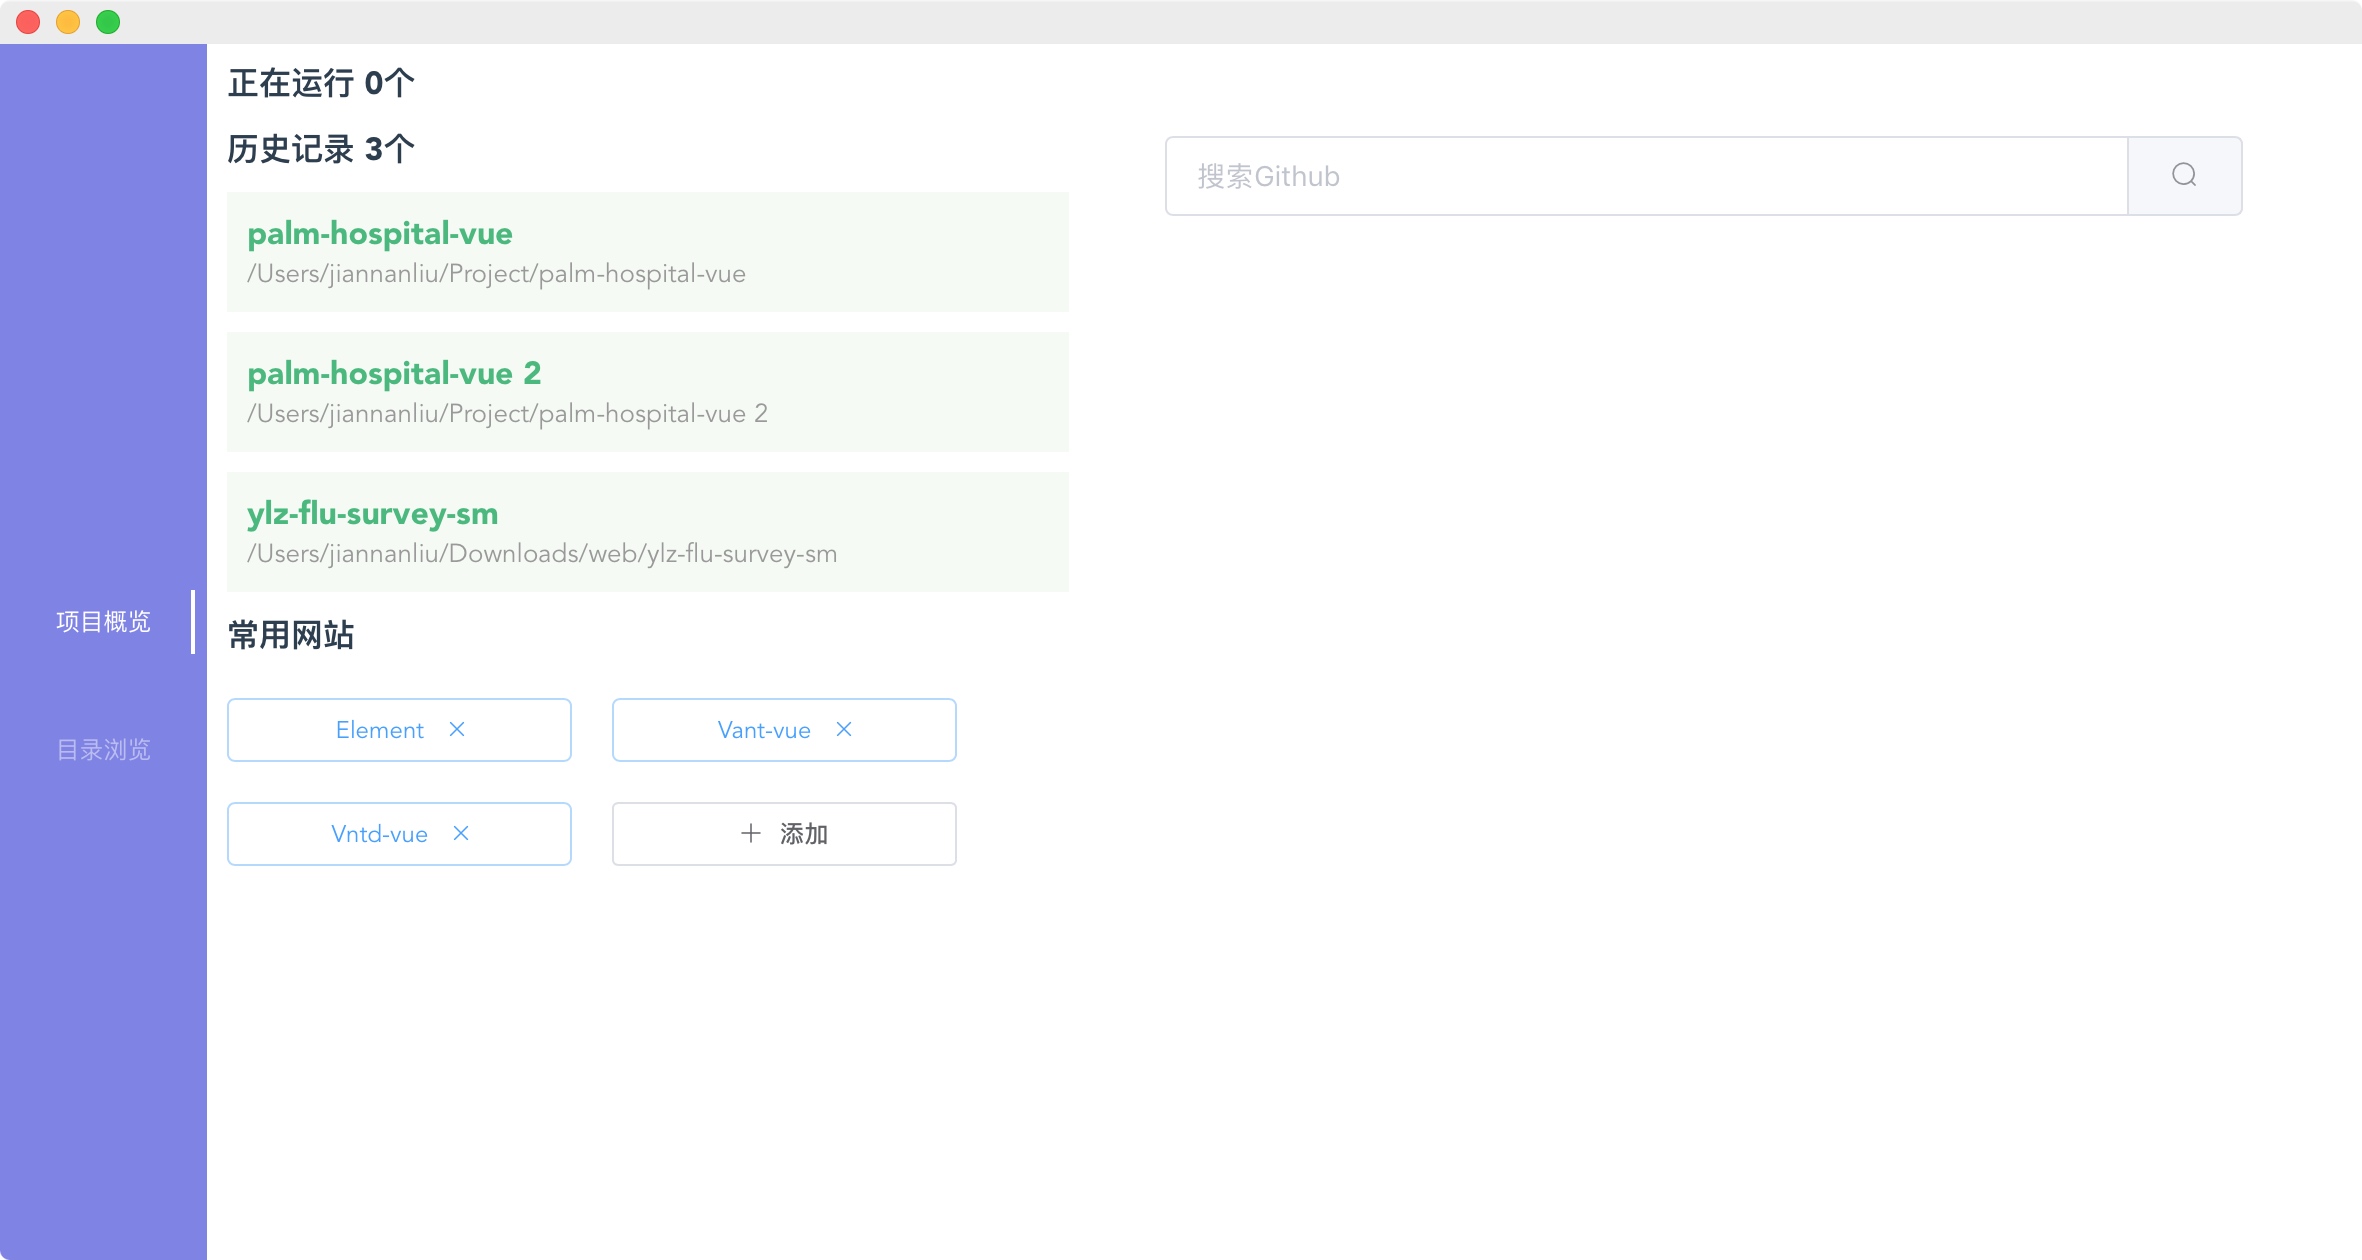 正在运行 0个
历史记录 3个
palm-hospital-vue
/Users/jiannanliu/Project/palm-hospital-vue
palm-hospital-vue 2
/Users/jiannanliu/Project/palm-hospital-vue 2
ylz-flu-survey-sm
/Users/jiannanliu/Downloads/web/ylz-flu-survey-sm
常用网站
Element
Vant-vue
Vntd-vue
添加
搜索Github
项目概览
目录浏览